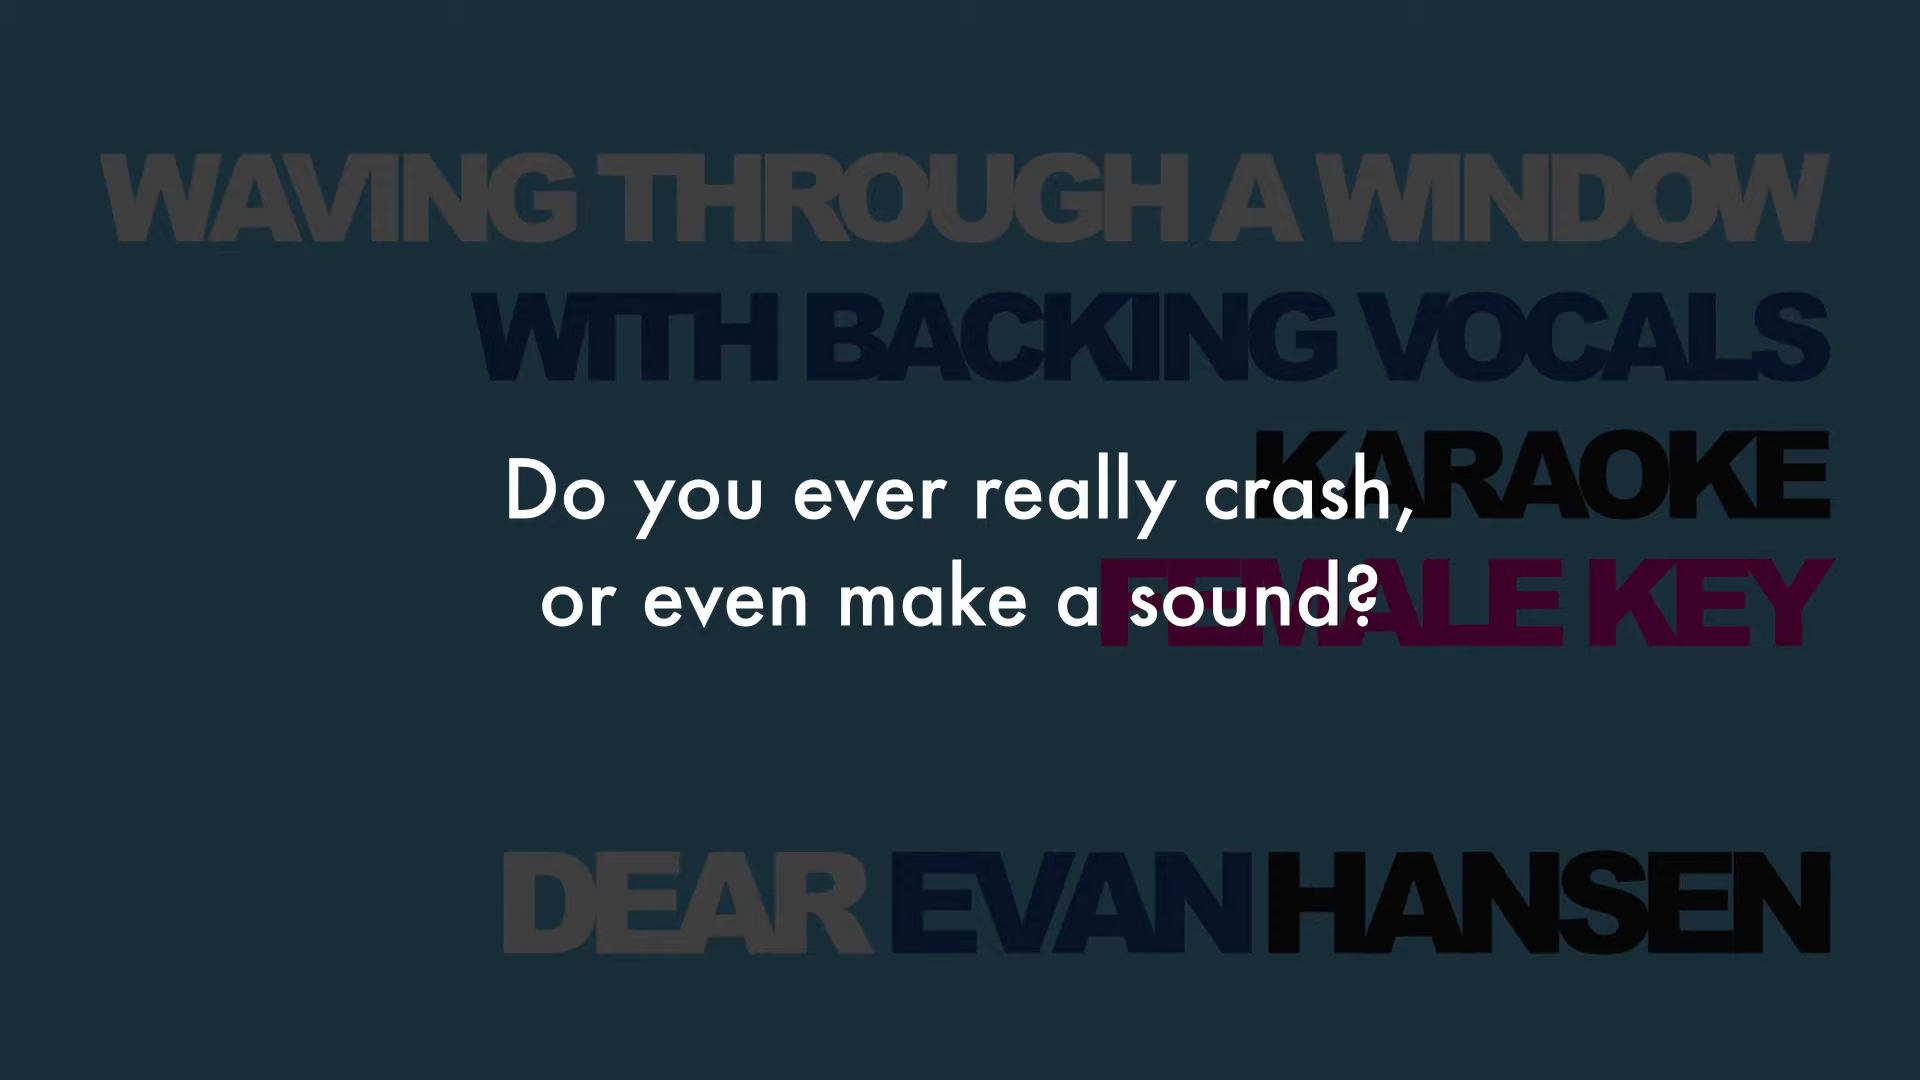 WAVING THROUGH A WINDOW
WITH BACKING VOCALS
KARAOKE
Do you ever really crash,
FEMALE KEY
or even make a sound?
DEAR EVAN HANSEN